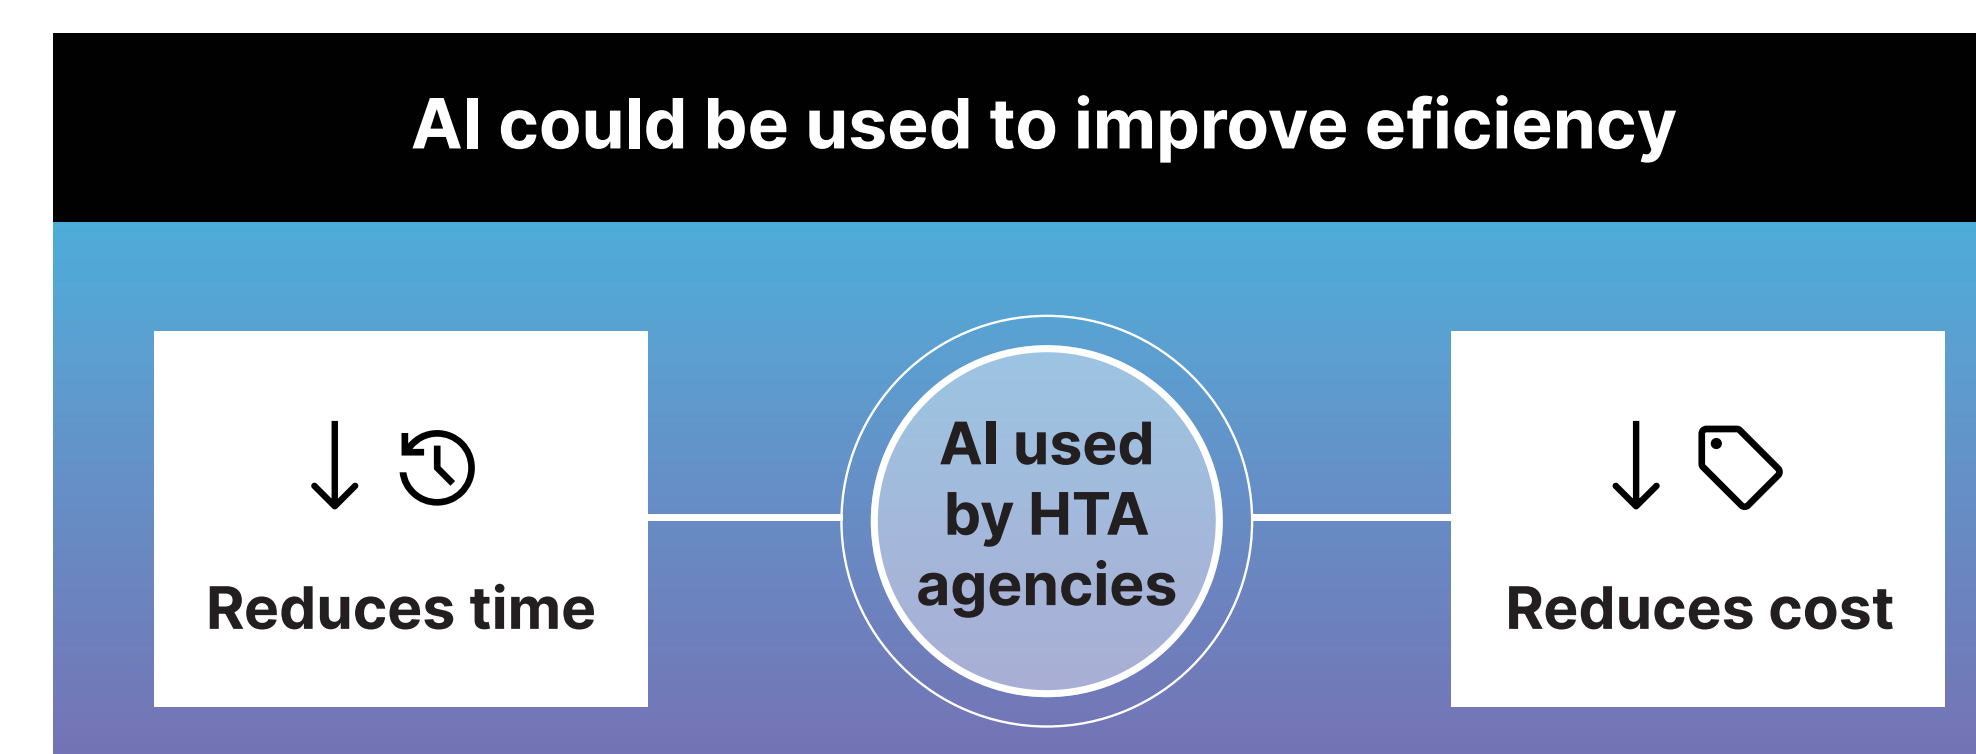 AI could be used to improve eficiency
AI used
by HTA
agencies
Reduces time
Reduces cost